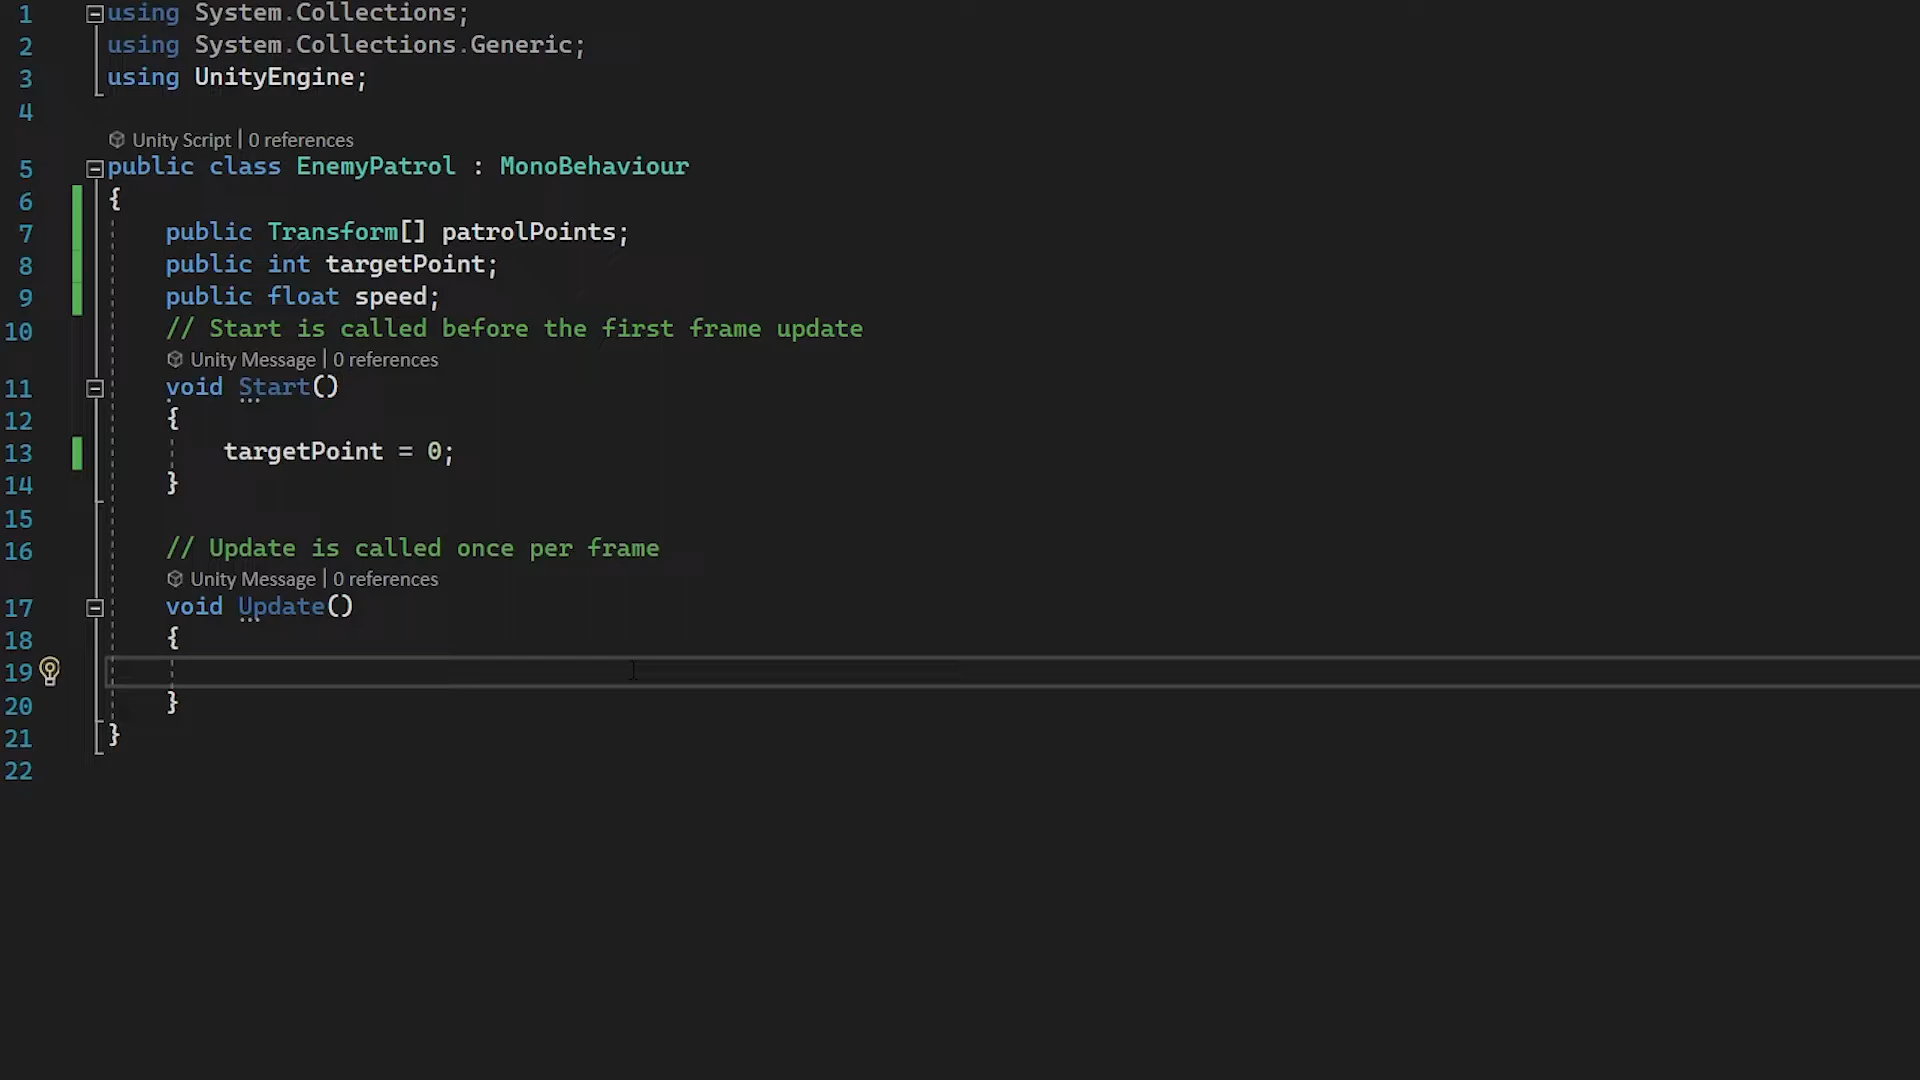 1 using System.Collections;
2 using System.Collections.Generic;
3 using UnityEngine;
4
Unity Script | 0 references
5 public class EnemyPatrol : MonoBehaviour
6 {
7 public Transform[] patrolPoints;
8 public int targetPoint;
9 public float speed;
10 // Start is called before the first frame update
Unity Message | 0 references
11 void Start()
12 {
13 targetPoint = 0;
14 }
15
16 // Update is called once per frame
Unity Message | 0 references
17 void Update()
18 {
19
20 }
21 }
22